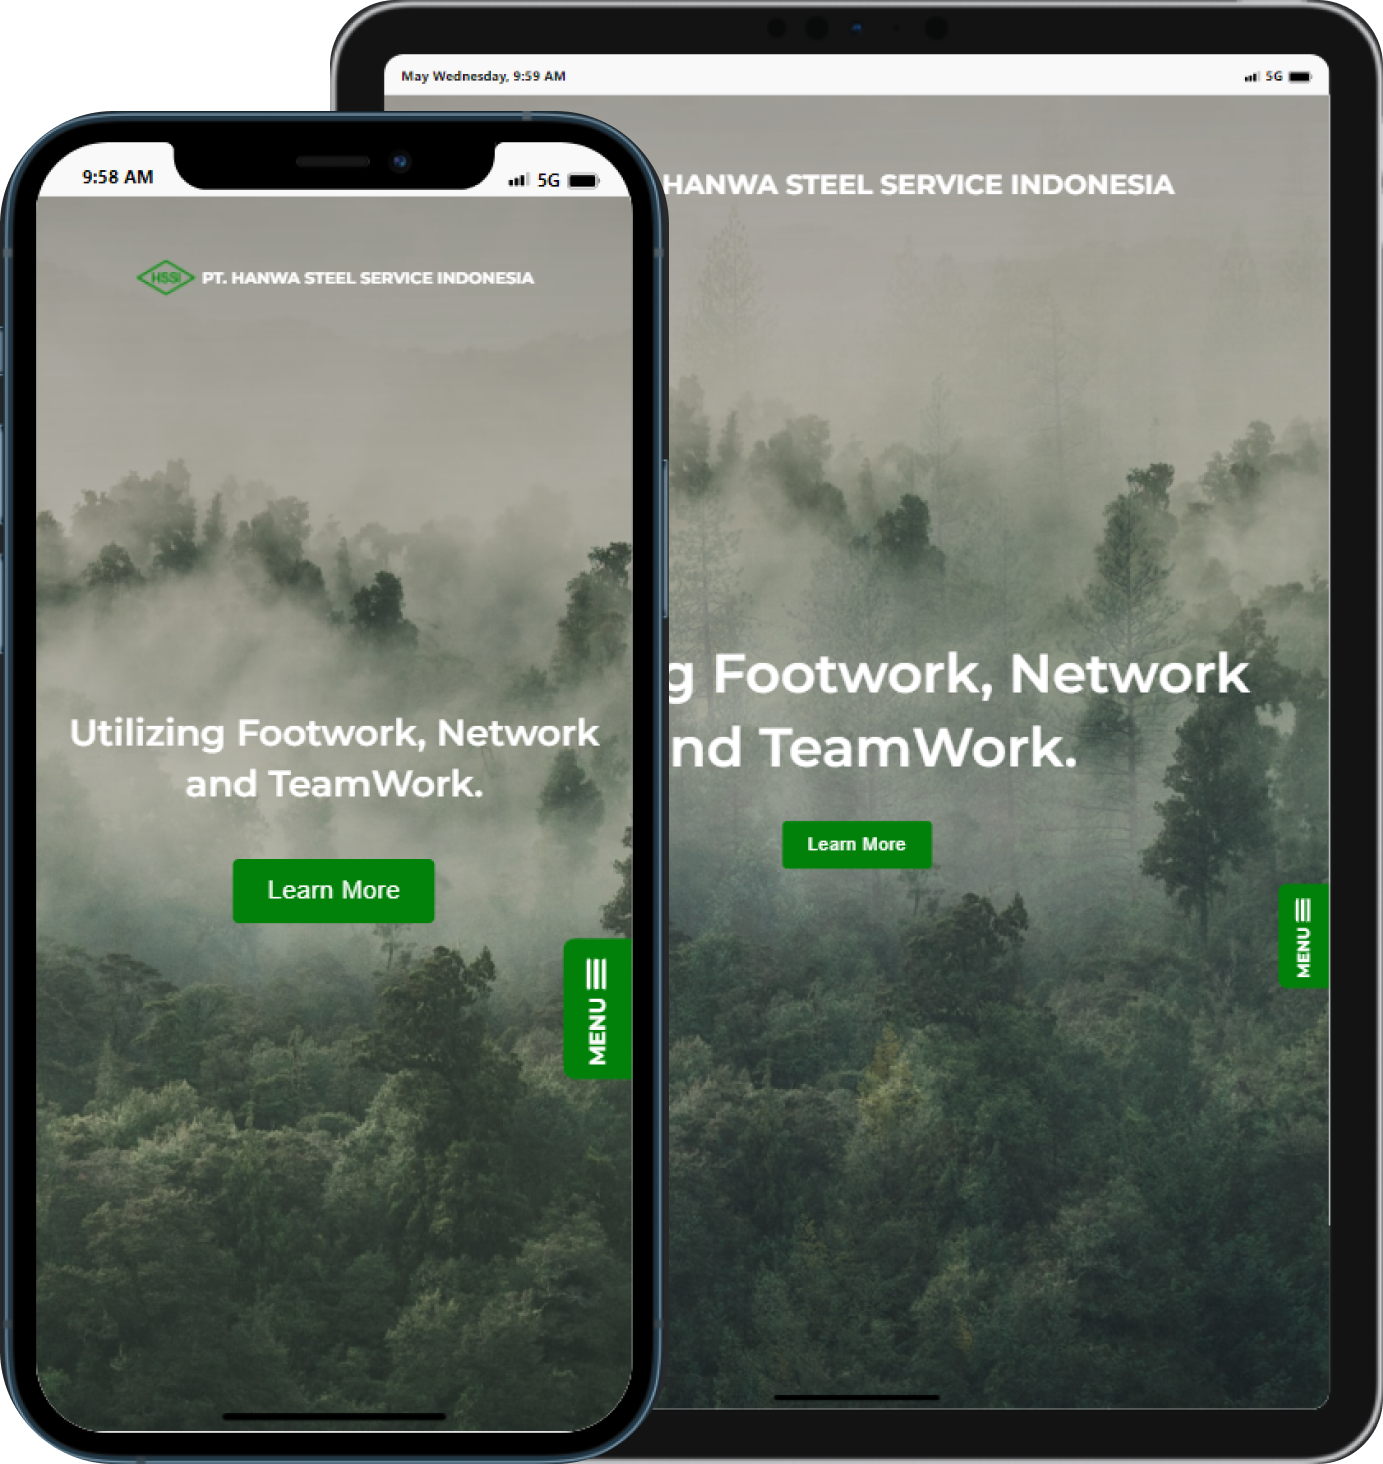 May Wednesday, 9:59 AM
5G
HANWA STEEL SERVICE INDONESIA
g Footwork, Network
nd TeamWork.
Learn More
MENU
9:58 AM
5G
HSSI
PT. HANWA STEEL SERVICE INDONESIA
Utilizing Footwork, Network
and TeamWork.
Learn More
MENU